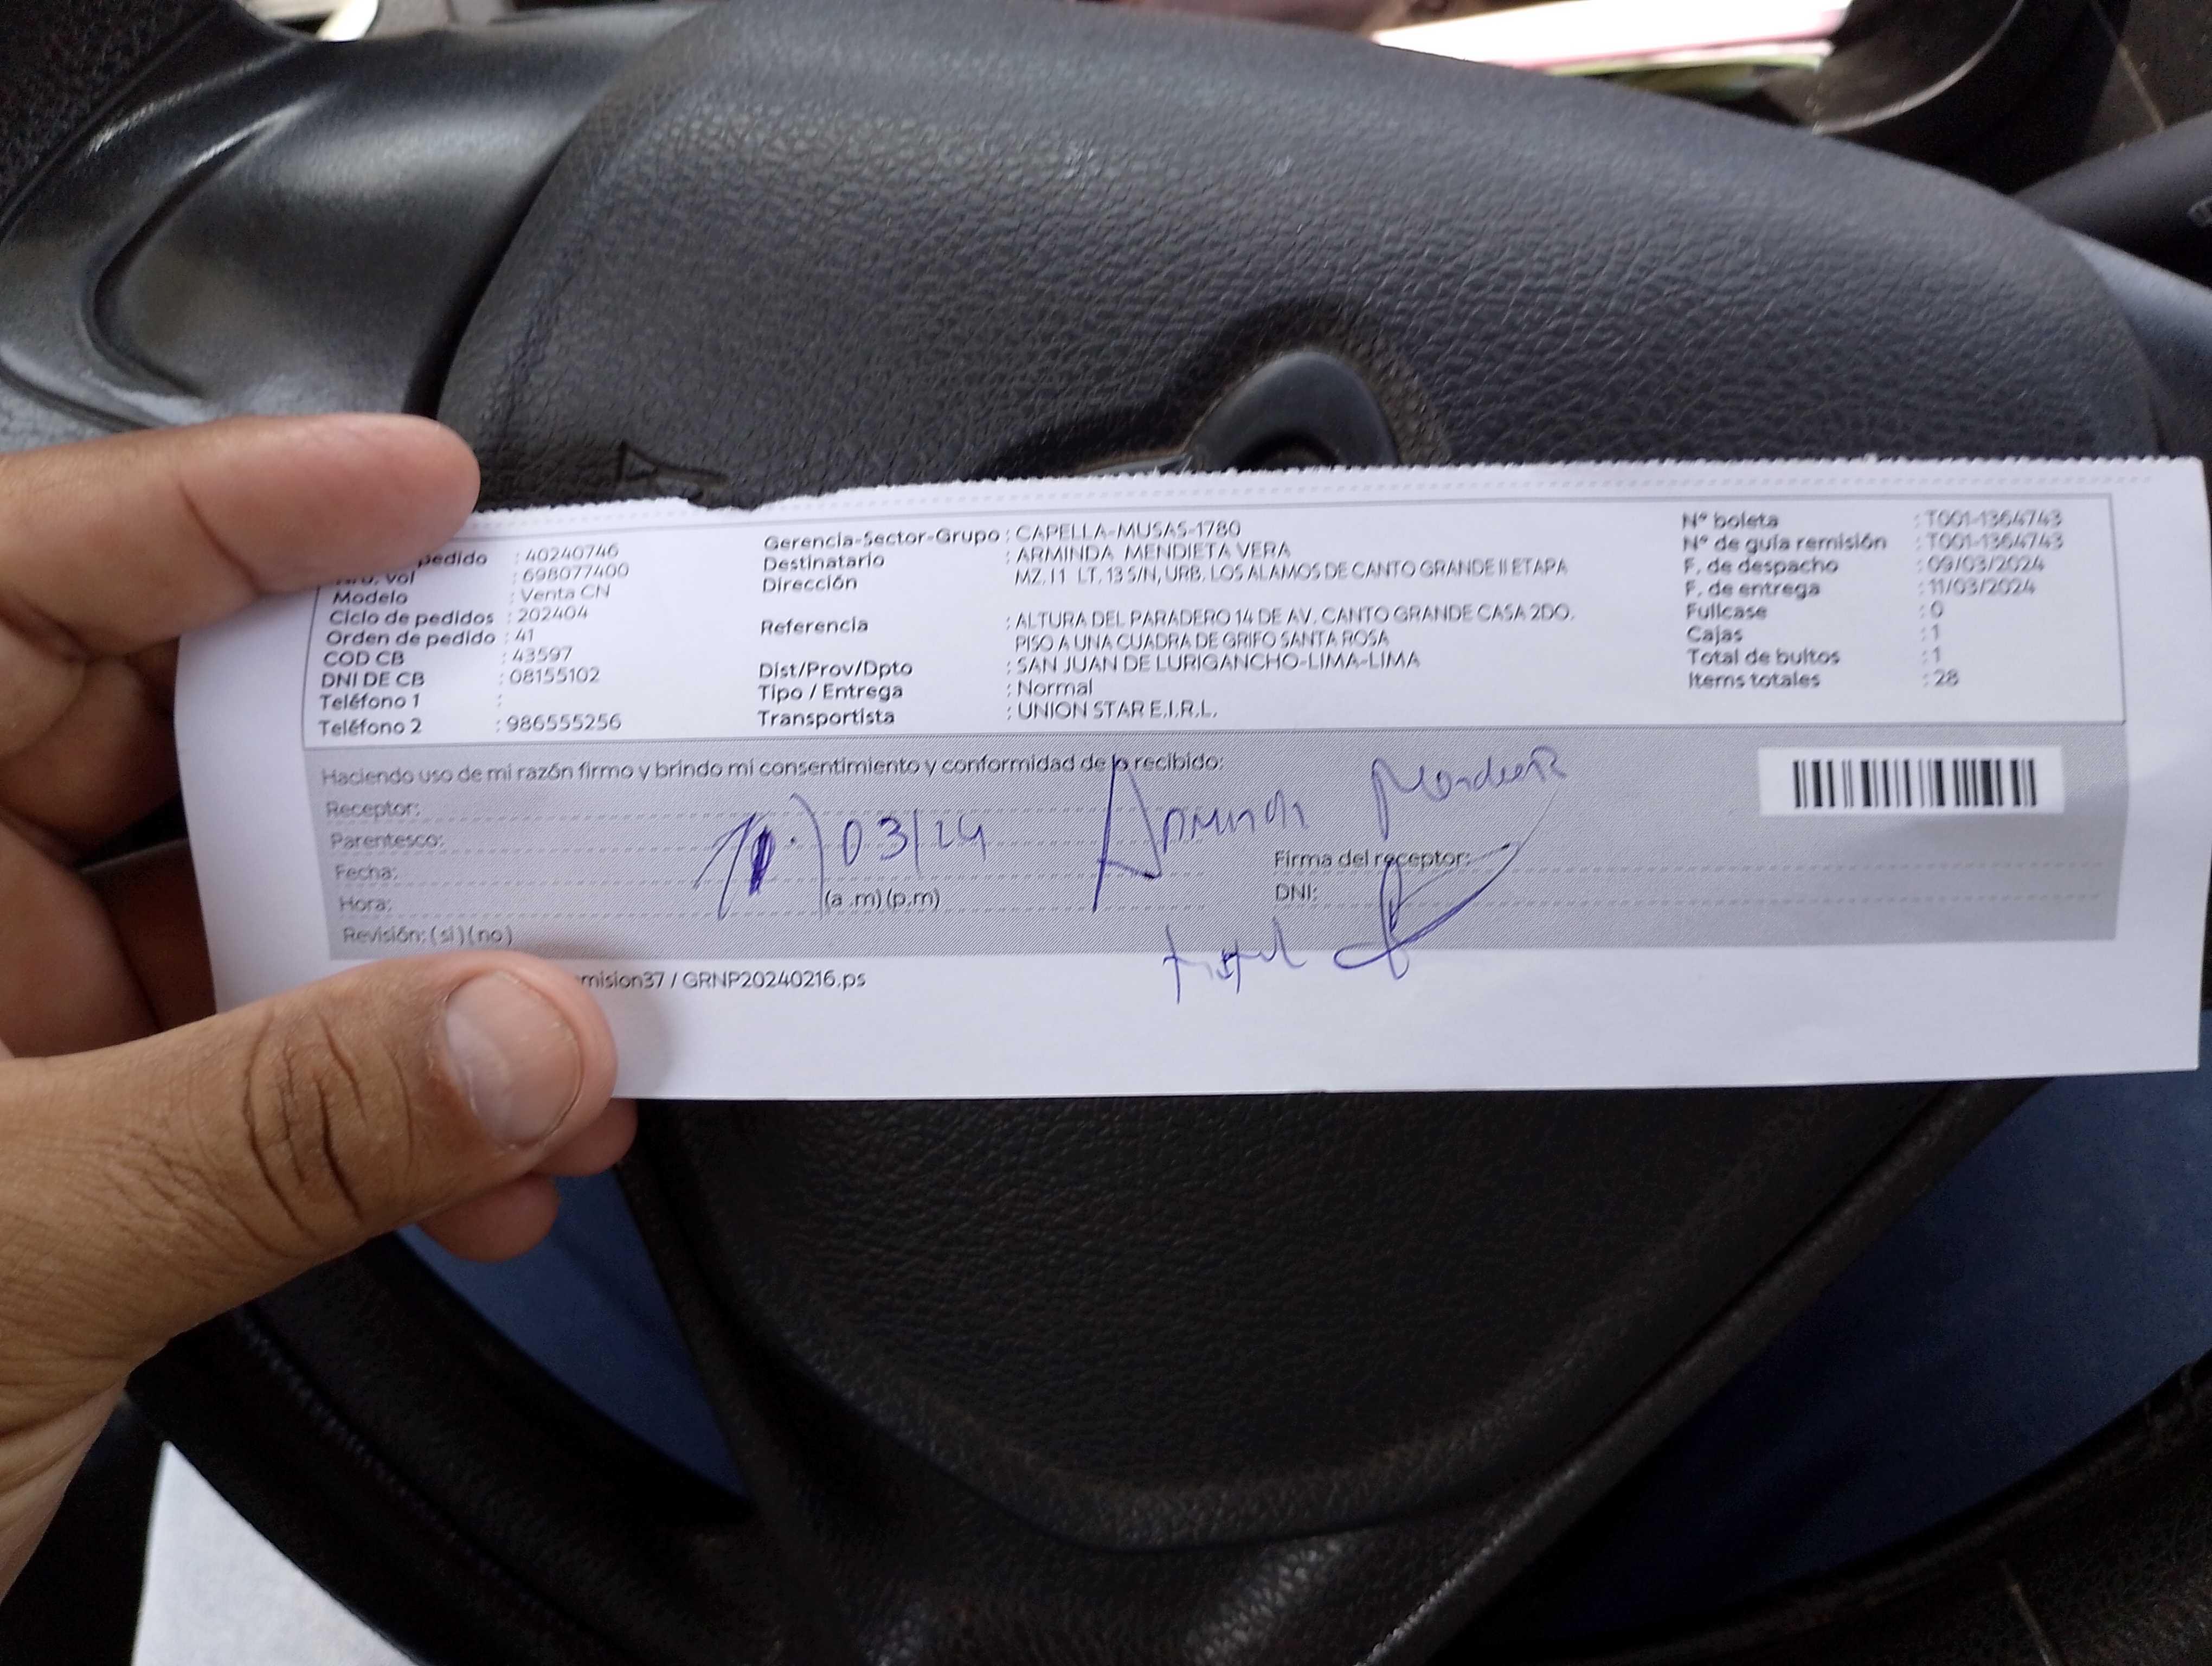 pedido : 40240746
Nro. vol : 698077400
Modelo : Venta CN
Ciclo de pedidos : 202404
Orden de pedido : 41
COD CB : 43597
DNI DE CB : 08155102
Teléfono 1 :
Teléfono 2 : 986555256
Gerencia-Sector-Grupo : CAPELLA-MUSAS-1780
Destinatario : ARMINDA MENDIETA VERA
Dirección MZ. I1 LT. 13 S/N, URB. LOS ALAMOS DE CANTO GRANDE II ETAPA
Referencia : ALTURA DEL PARADERO 14 DE AV. CANTO GRANDE CASA 2DO.
PISO A UNA CUADRA DE GRIFO SANTA ROSA
Dist/Prov/Dpto : SAN JUAN DE LURIGANCHO-LIMA-LIMA
Tipo / Entrega : Normal
Transportista : UNION STAR E.I.R.L.
Nº boleta : T001-1364743
Nº de guía remisión : T001-1364743
F. de despacho : 09/03/2024
F. de entrega : 11/03/2024
Fullcase : 0
Cajas : 1
Total de bultos : 1
Items totales : 28
Haciendo uso de mi razón firmo y brindo mi consentimiento y conformidad de lo recibido:
Receptor:
Parentesco:
Fecha: /03/24
Hora: (a .m) (p.m)
Revisión: (si) (no)
Arminda Mendieta
Firma del receptor:
DNI:
mision37 / GRNP20240216.ps